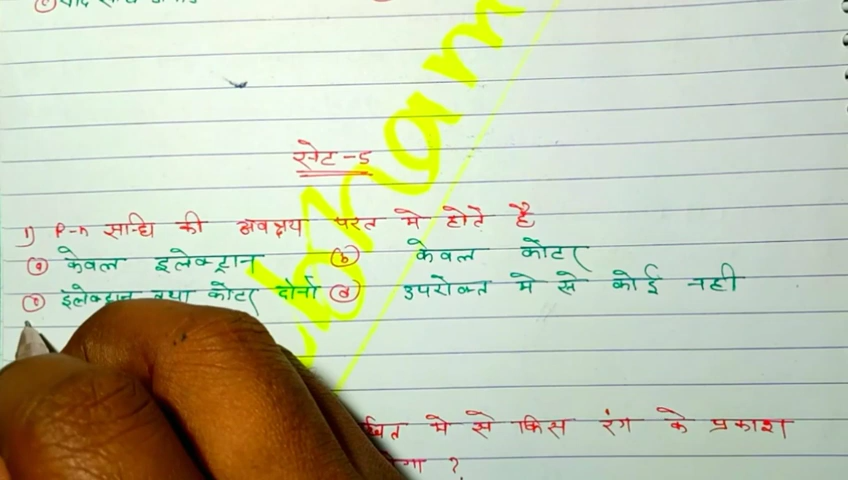 सेट-5
1) P-n सन्धि की अवक्षय परत मे होते है
(a) केवल इलेक्ट्रान (b) केवल कोटर
(c) इलेक्ट्रान तथा कोटर दोनो (d) उपरोक्त मे से कोई नही
मे से किस रंग के प्रकाश
?